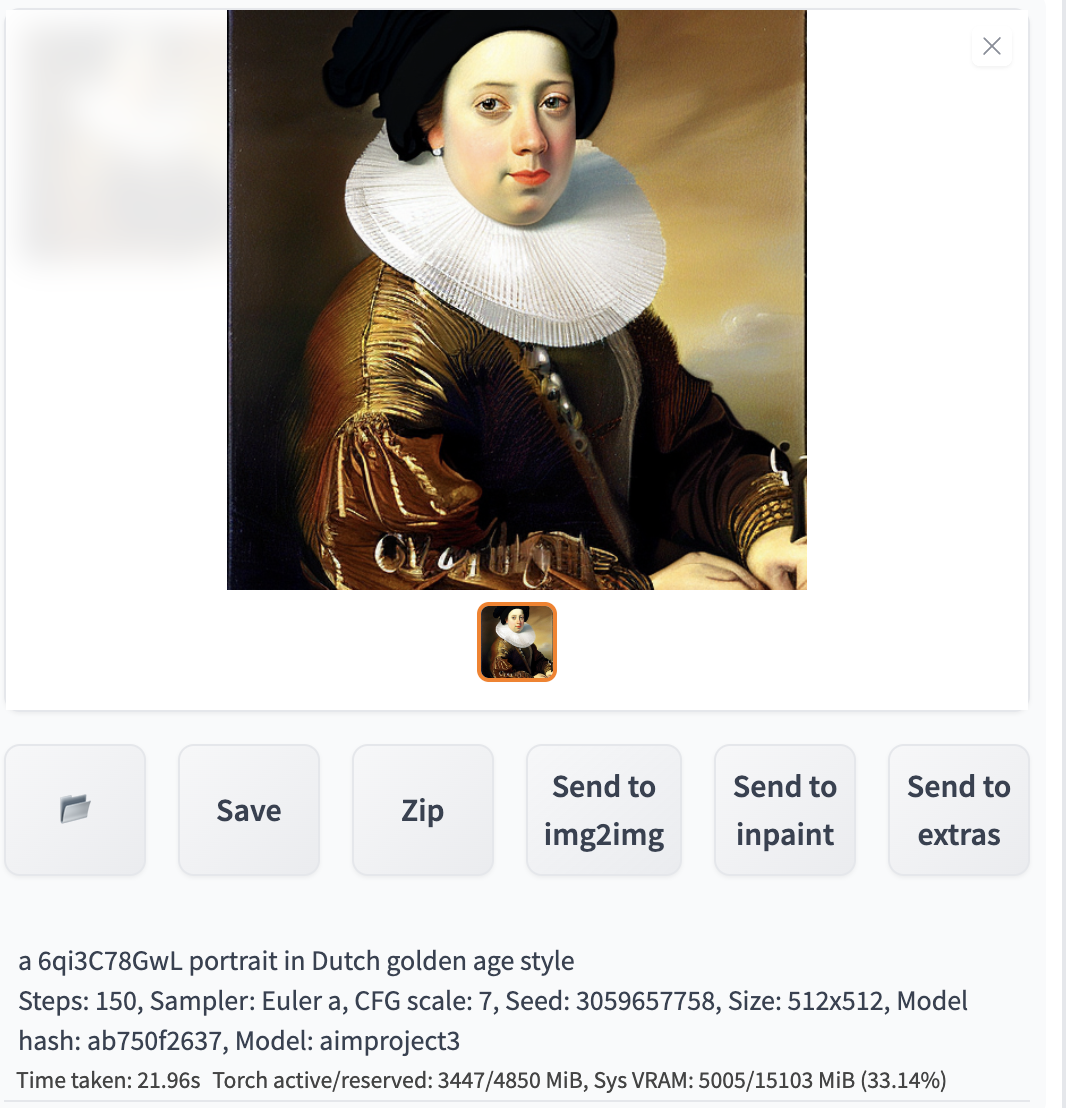 Save
Zip
Send to
img2img
Send to
inpaint
Send to
extras
a 6qi3C78GwL portrait in Dutch golden age style
Steps: 150, Sampler: Euler a, CFG scale: 7, Seed: 3059657758, Size: 512x512, Model
hash: ab750f2637, Model: aimproject3
Time taken: 21.96s Torch active/reserved: 3447/4850 MiB, Sys VRAM: 5005/15103 MiB (33.14%)